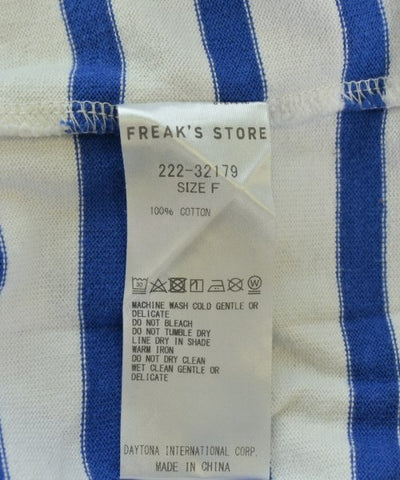 FREAK'S STORE
222-32179
SIZE F
100% COTTON
MACHINE WASH COLD GENTLE OR
DELICATE
DO NOT BLEACH
DO NOT TUMBLE DRY
LINE DRY IN SHADE
WARM IRON
DO NOT DRY CLEAN
WET CLEAN GENTLE OR
DELICATE
DAYTONA INTERNATIONAL CORP.
MADE IN CHINA